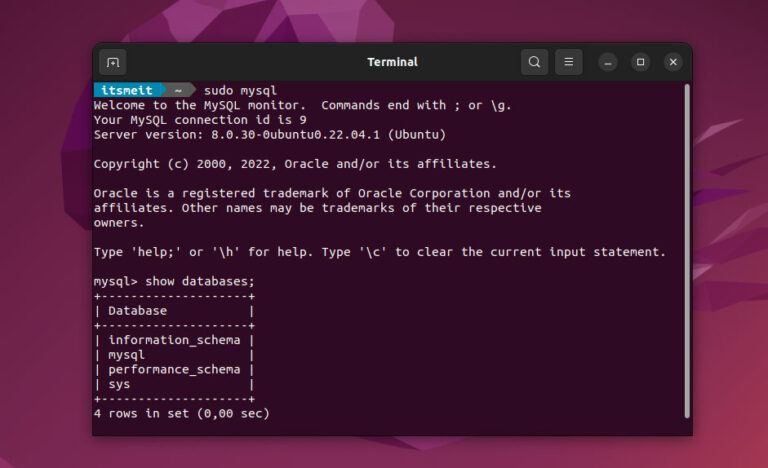 Terminal
itsmeit ~ sudo mysql
Welcome to the MySQL monitor.  Commands end with ; or \g.
Your MySQL connection id is 9
Server version: 8.0.30-0ubuntu0.22.04.1 (Ubuntu)
Copyright (c) 2000, 2022, Oracle and/or its affiliates.
Oracle is a registered trademark of Oracle Corporation and/or its
affiliates. Other names may be trademarks of their respective
owners.
Type 'help;' or '\h' for help. Type '\c' to clear the current input statement.
mysql> show databases;
+--------------------+
| Database           |
+--------------------+
| information_schema |
| mysql              |
| performance_schema |
| sys                |
+--------------------+
4 rows in set (0,00 sec)